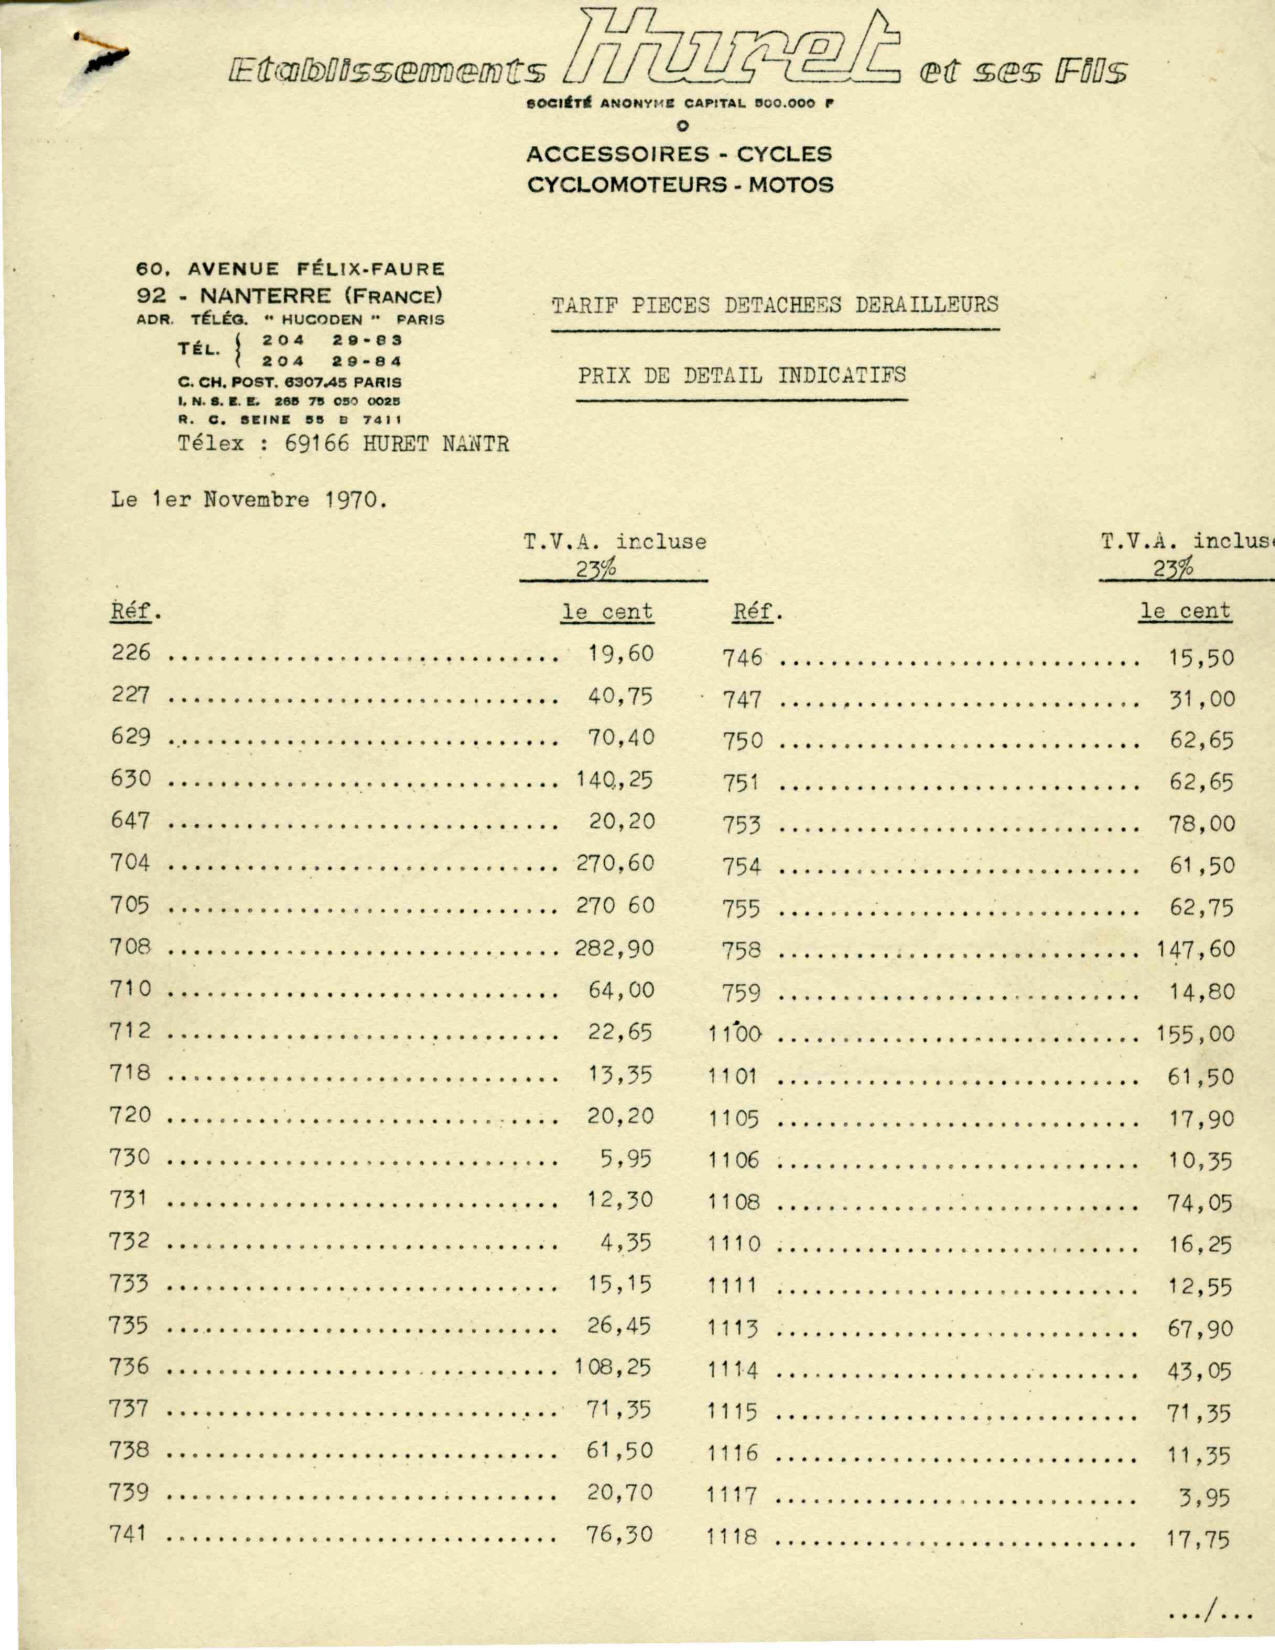 Etablissements Huret et ses Fils
SOCIÉTÉ ANONYME CAPITAL 500.000 F
ACCESSOIRES - CYCLES
CYCLOMOTEURS - MOTOS
60, AVENUE FÉLIX-FAURE
92 - NANTERRE (FRANCE)
ADR. TÉLÉG. " HUCODEN " PARIS
TÉL. { 204 29-83
204 29-84
C. CH. POST. 6307.45 PARIS
I. N. S. E. E. 265 75 050 0025
R. C. SEINE 55 B 7411
Télex : 69166 HURET NANTR
TARIF PIECES DETACHEES DERAILLEURS
PRIX DE DETAIL INDICATIFS
Le 1er Novembre 1970.
T.V.A. incluse
23%
Réf. le cent
226 .............................. 19,60
227 .............................. 40,75
629 .............................. 70,40
630 .............................. 140,25
647 .............................. 20,20
704 .............................. 270,60
705 .............................. 270 60
708 .............................. 282,90
710 .............................. 64,00
712 .............................. 22,65
718 .............................. 13,35
720 .............................. 20,20
730 .............................. 5,95
731 .............................. 12,30
732 .............................. 4,35
733 .............................. 15,15
735 .............................. 26,45
736 .............................. 108,25
737 .............................. 71,35
738 .............................. 61,50
739 .............................. 20,70
741 .............................. 76,30
T.V.A. incluse
23%
Réf. le cent
746 ............................ 15,50
747 ............................ 31,00
750 ............................ 62,65
751 ............................ 62,65
753 ............................ 78,00
754 ............................ 61,50
755 ............................ 62,75
758 ............................ 147,60
759 ............................ 14,80
1100 ............................ 155,00
1101 ............................ 61,50
1105 ............................ 17,90
1106 ............................ 10,35
1108 ............................ 74,05
1110 ............................ 16,25
1111 ............................ 12,55
1113 ............................ 67,90
1114 ............................ 43,05
1115 ............................ 71,35
1116 ............................ 11,35
1117 ............................ 3,95
1118 ............................ 17,75
.../...